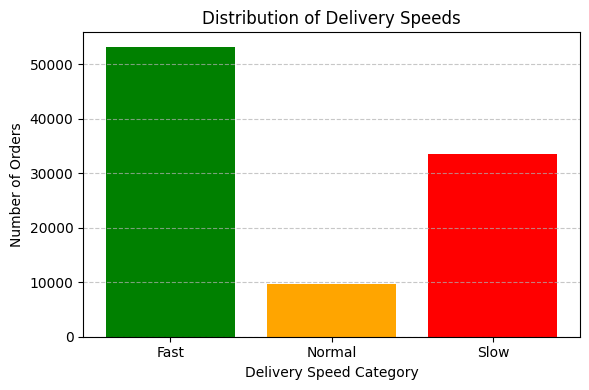 Distribution of Delivery Speeds
Number of Orders
50000
40000
30000
20000
10000
0
Fast Normal Slow
Delivery Speed Category